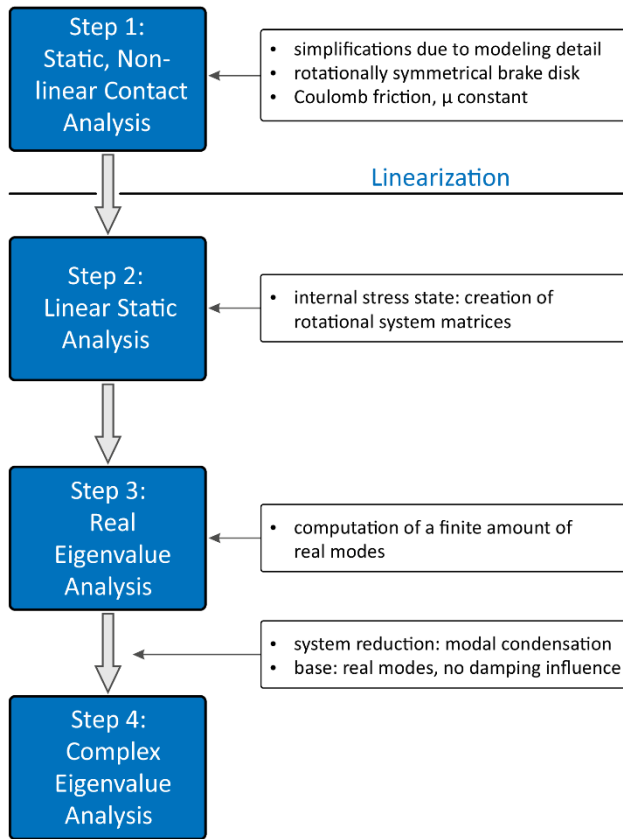 Step 1:
Static, Non-
linear Contact
Analysis
• simplifications due to modeling detail
• rotationally symmetrical brake disk
• Coulomb friction, μ constant
Linearization
Step 2:
Linear Static
Analysis
• internal stress state: creation of
rotational system matrices
Step 3:
Real
Eigenvalue
Analysis
• computation of a finite amount of
real modes
• system reduction: modal condensation
• base: real modes, no damping influence
Step 4:
Complex
Eigenvalue
Analysis